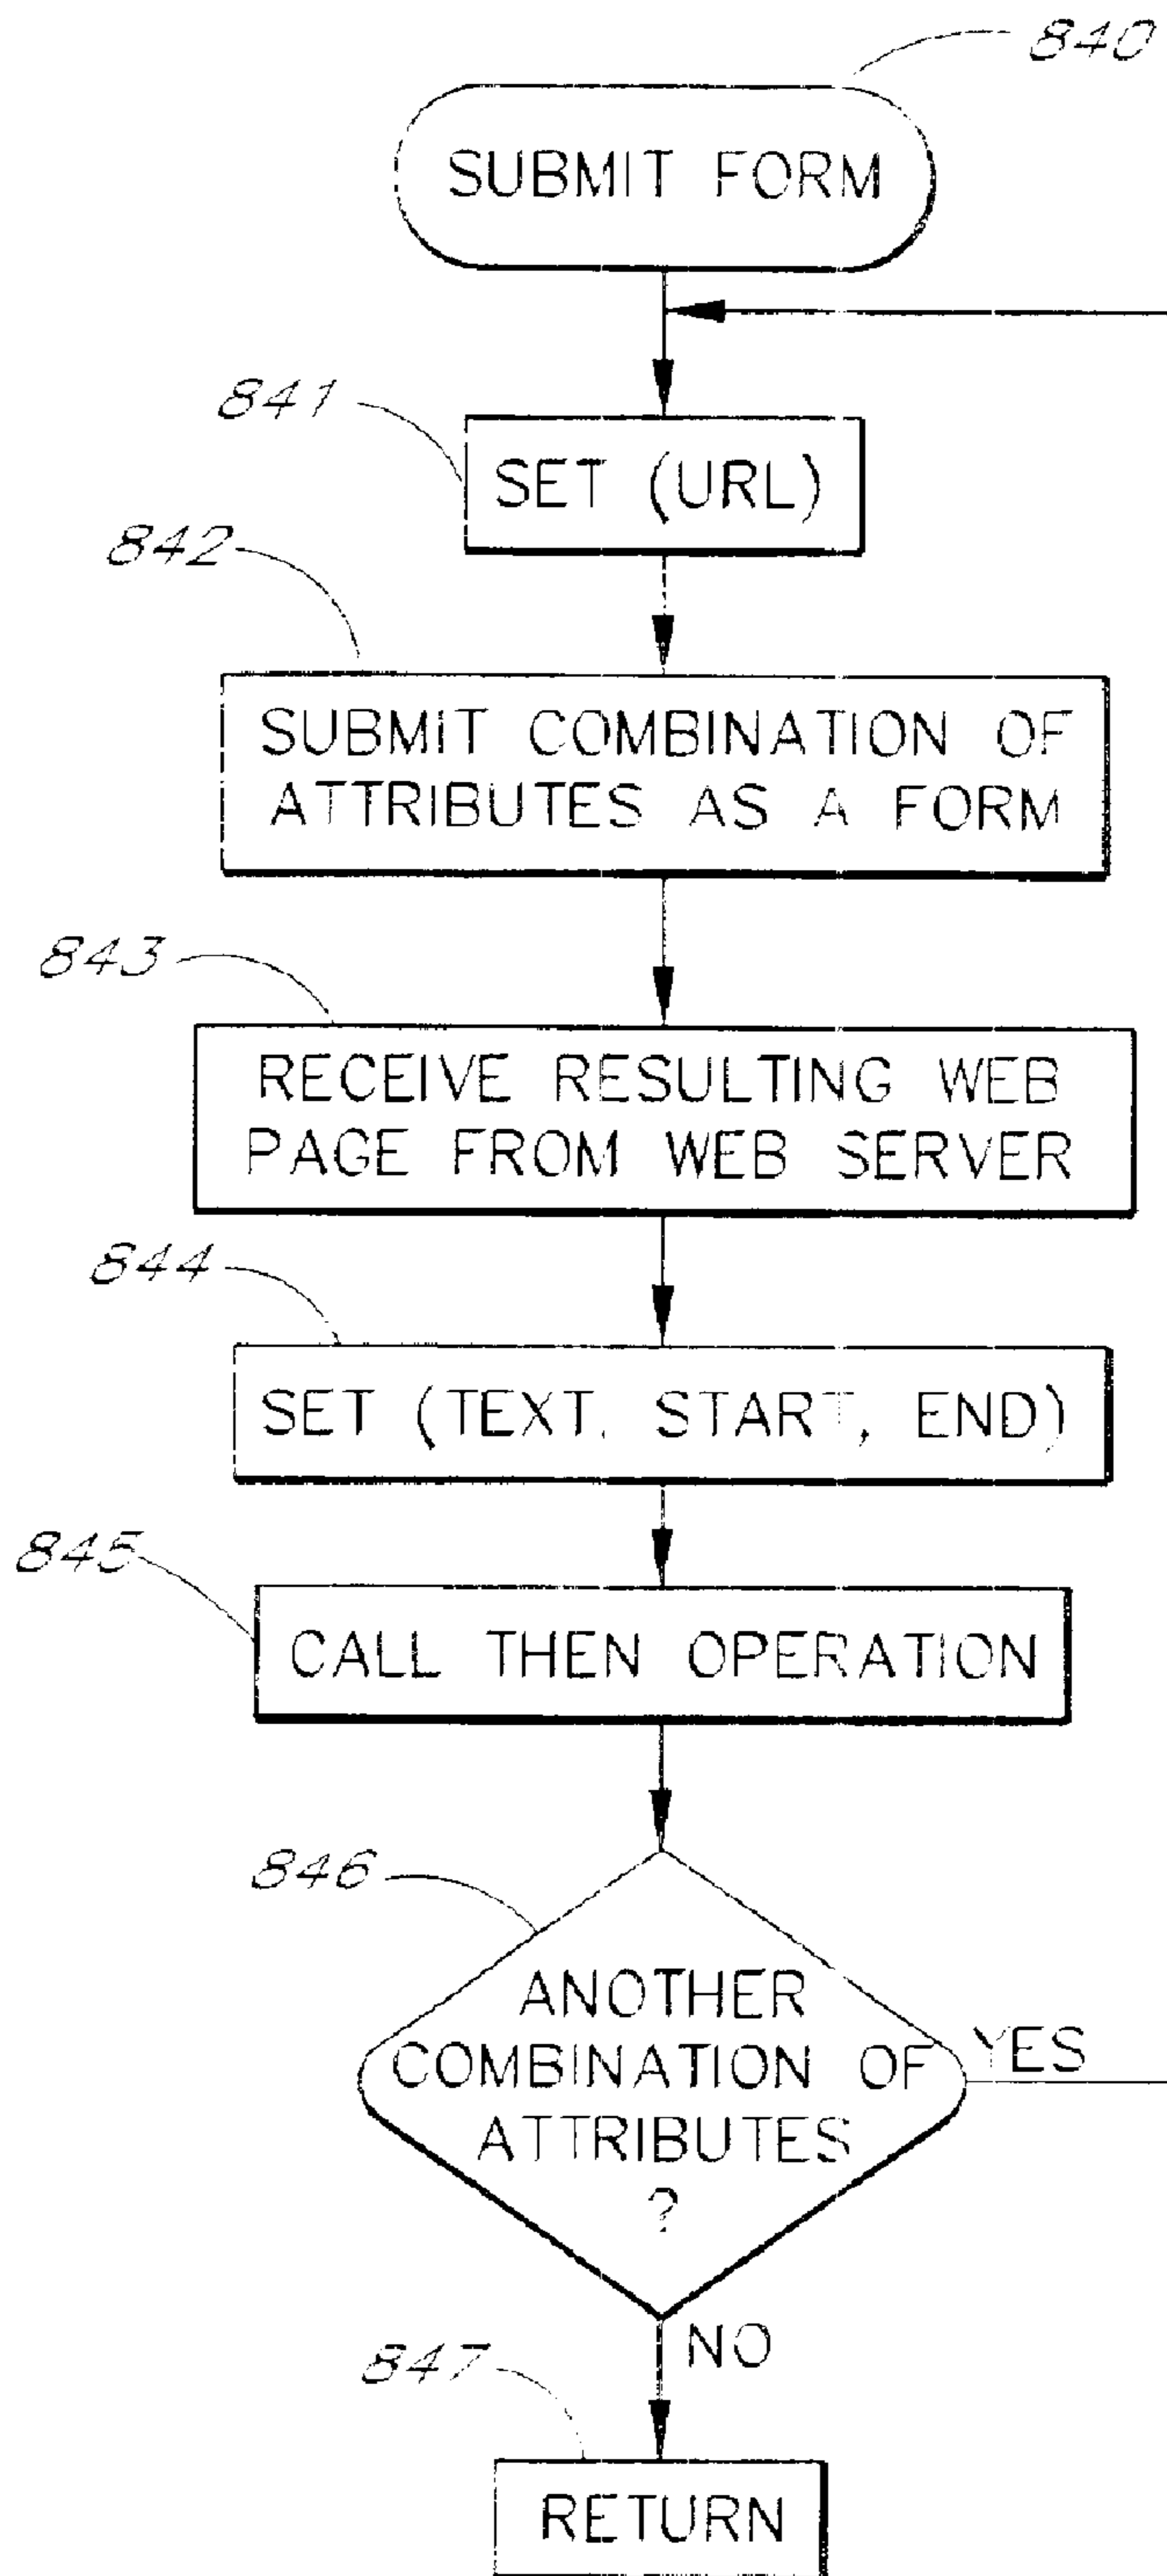 840
SUBMIT FORM
841
SET (URL)
842
SUBMIT COMBINATION OF
ATTRIBUTES AS A FORM
843
RECEIVE RESULTING WEB
PAGE FROM WEB SERVER
844
SET (TEXT, START, END)
845
CALL THEN OPERATION
846
ANOTHER
COMBINATION OF
ATTRIBUTES
?
YES
NO
847
RETURN